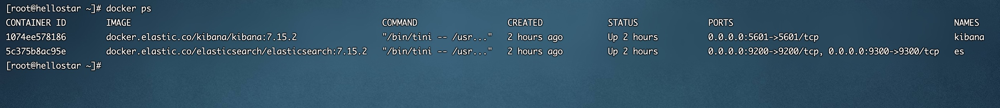 [root@hellostar ~]# docker ps
CONTAINER ID        IMAGE                                                  COMMAND                  CREATED             STATUS              PORTS                                            NAMES
1074ee578186        docker.elastic.co/kibana/kibana:7.15.2                 "/bin/tini -- /usr..."   2 hours ago         Up 2 hours          0.0.0.0:5601->5601/tcp                           kibana
5c375b8ac95e        docker.elastic.co/elasticsearch/elasticsearch:7.15.2   "/bin/tini -- /usr..."   2 hours ago         Up 2 hours          0.0.0.0:9200->9200/tcp, 0.0.0.0:9300->9300/tcp   es
[root@hellostar ~]#